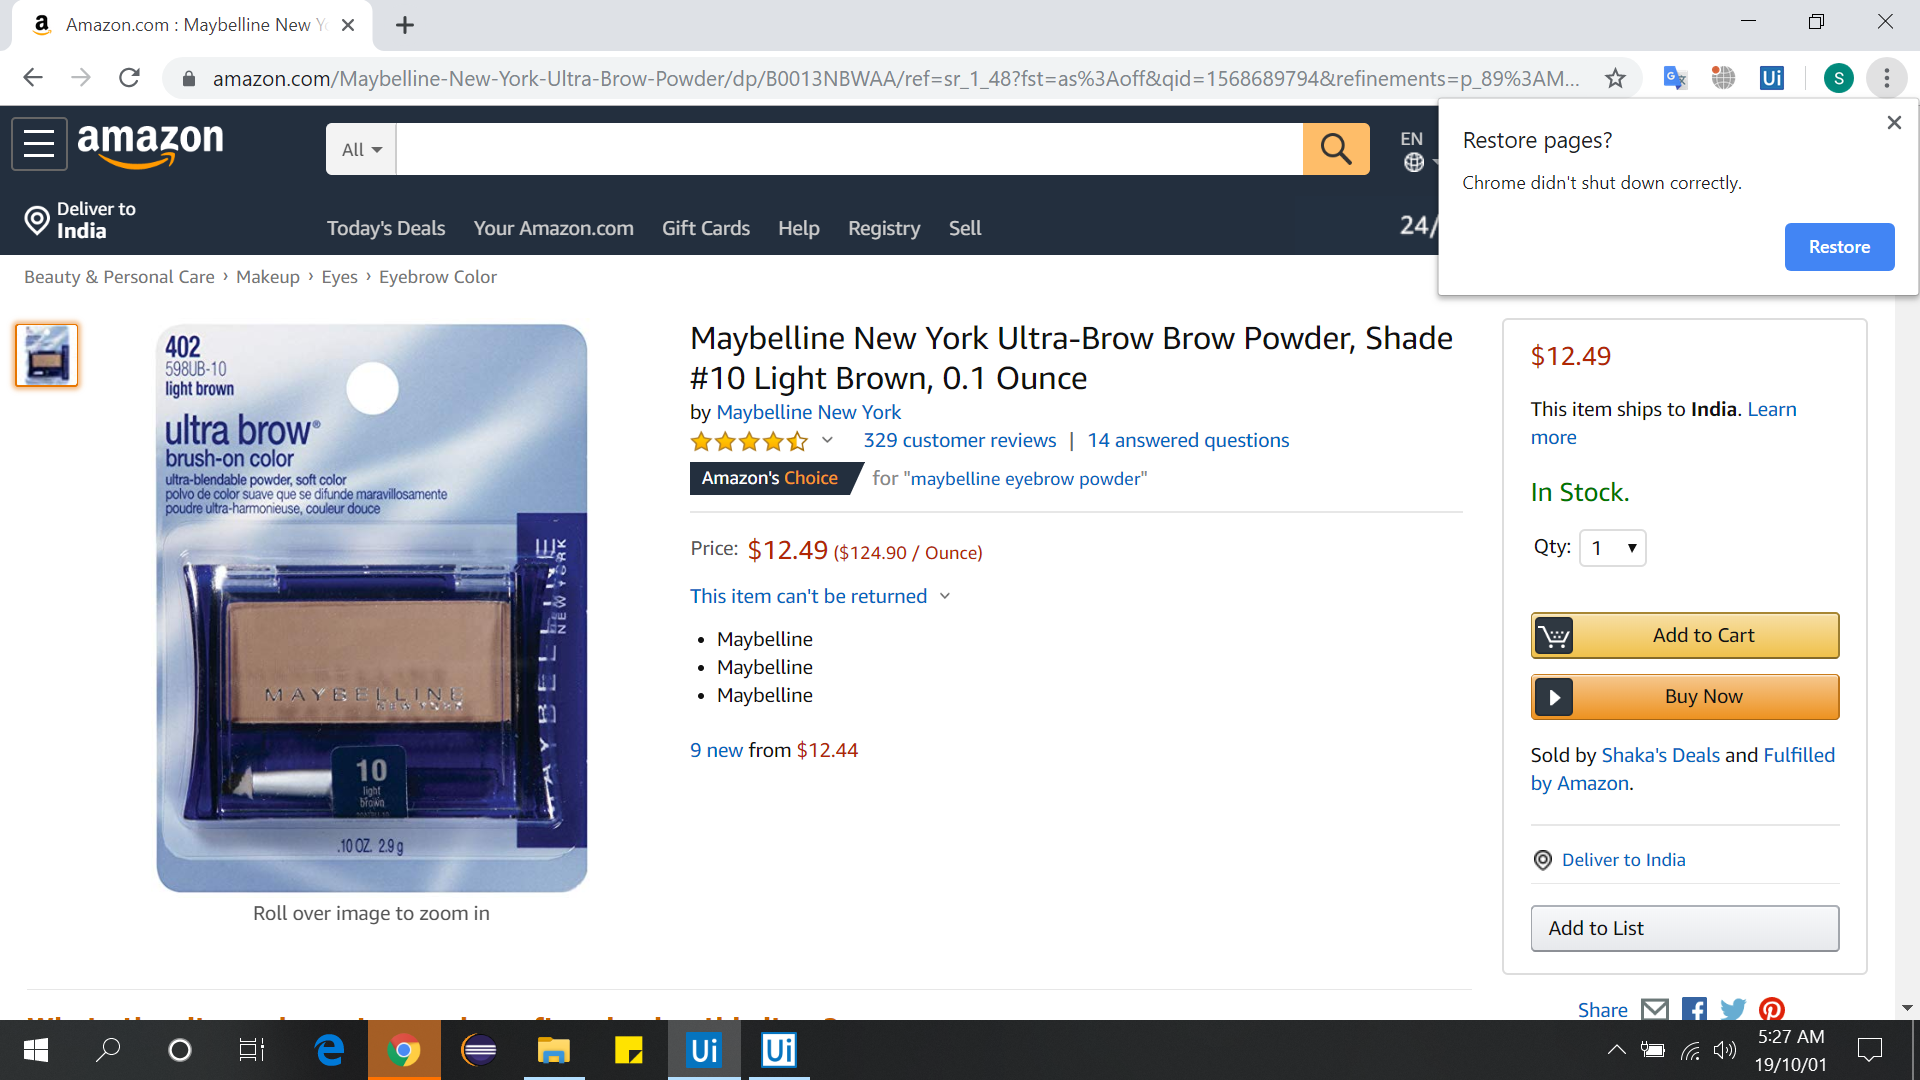 Amazon.com : Maybelline New Y
amazon.com/Maybelline-New-York-Ultra-Brow-Powder/dp/B0013NBWAA/ref=sr_1_48?fst=as%3Aoff&qid=1568689794&refinements=p_89%3AM...
S
Ui
Restore pages?
Chrome didn't shut down correctly.
Restore
amazon
All
EN
Deliver to
India
Today's Deals
Your Amazon.com
Gift Cards
Help
Registry
Sell
24/
Beauty & Personal Care › Makeup › Eyes › Eyebrow Color
402
598UB-10
light brown
ultra brow®
brush-on color
ultra-blendable powder, soft color
polvo de color suave que se difunde maravillosamente
poudre ultra-harmonieuse, couleur douce
MAYBELLINE
NEW YORK
MAYBELLINE
NEW YORK
10
light
brown
.10 OZ. 2.9 g
Roll over image to zoom in
Maybelline New York Ultra-Brow Brow Powder, Shade
#10 Light Brown, 0.1 Ounce
by Maybelline New York
329 customer reviews | 14 answered questions
Amazon's Choice for "maybelline eyebrow powder"
Price: $12.49 ($124.90 / Ounce)
This item can't be returned
• Maybelline
• Maybelline
• Maybelline
9 new from $12.44
$12.49
This item ships to India. Learn
more
In Stock.
Qty: 1
Add to Cart
Buy Now
Sold by Shaka's Deals and Fulfilled
by Amazon.
Deliver to India
Add to List
Share
Ui
Ui
5:27 AM
19/10/01